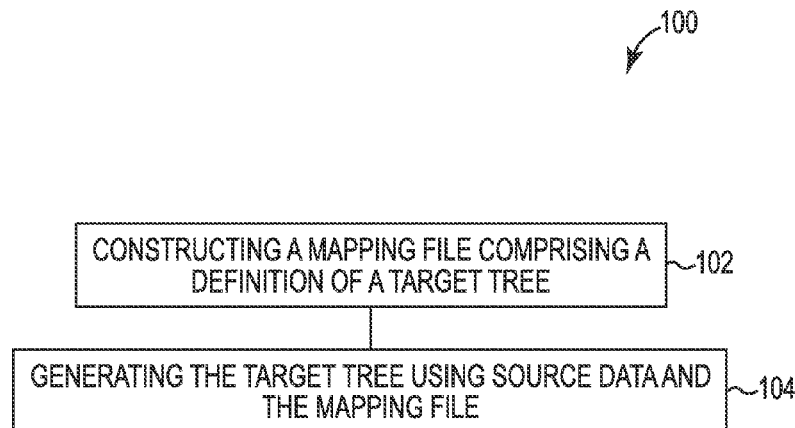 100
CONSTRUCTING A MAPPING FILE COMPRISING A
DEFINITION OF A TARGET TREE
102
GENERATING THE TARGET TREE USING SOURCE DATA AND
THE MAPPING FILE
104